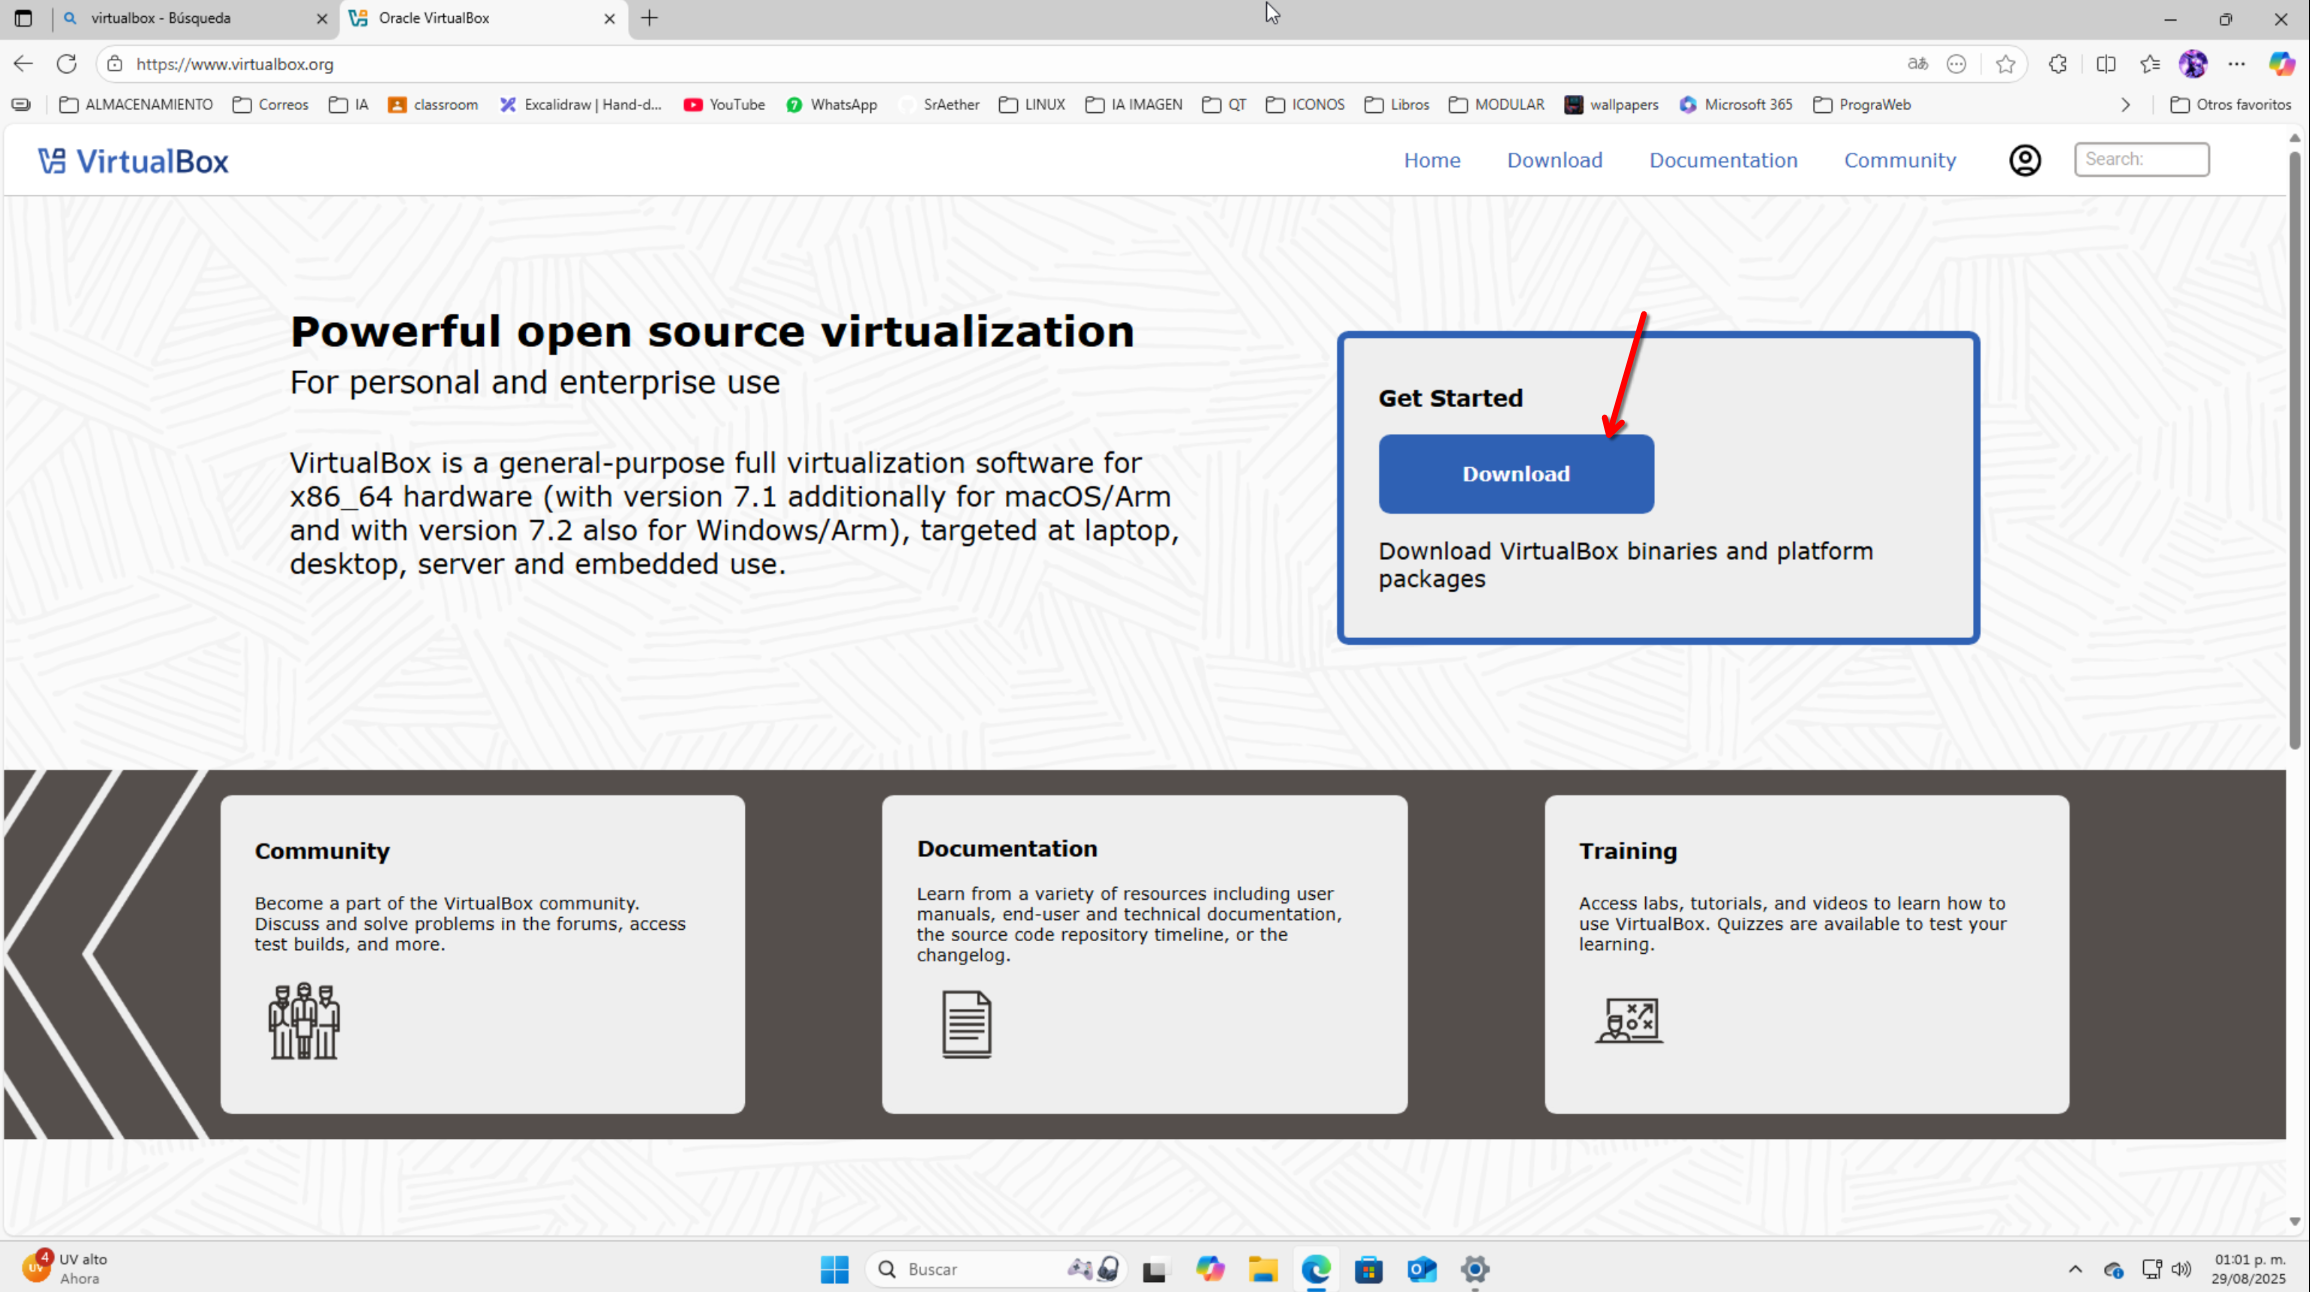 virtualbox - Búsqueda
Oracle VirtualBox
https://www.virtualbox.org
aあ
ALMACENAMIENTO
Correos
IA
classroom
Excalidraw | Hand-d...
YouTube
WhatsApp
SrAether
LINUX
IA IMAGEN
QT
ICONOS
Libros
MODULAR
wallpapers
Microsoft 365
PrograWeb
Otros favoritos
VirtualBox
Home
Download
Documentation
Community
Search:
Powerful open source virtualization
For personal and enterprise use
VirtualBox is a general-purpose full virtualization software for
x86_64 hardware (with version 7.1 additionally for macOS/Arm
and with version 7.2 also for Windows/Arm), targeted at laptop,
desktop, server and embedded use.
Get Started
Download
Download VirtualBox binaries and platform
packages
Community
Become a part of the VirtualBox community.
Discuss and solve problems in the forums, access
test builds, and more.
Documentation
Learn from a variety of resources including user
manuals, end-user and technical documentation,
the source code repository timeline, or the
changelog.
Training
Access labs, tutorials, and videos to learn how to
use VirtualBox. Quizzes are available to test your
learning.
4
UV
UV alto
Ahora
Buscar
01:01 p. m.
29/08/2025